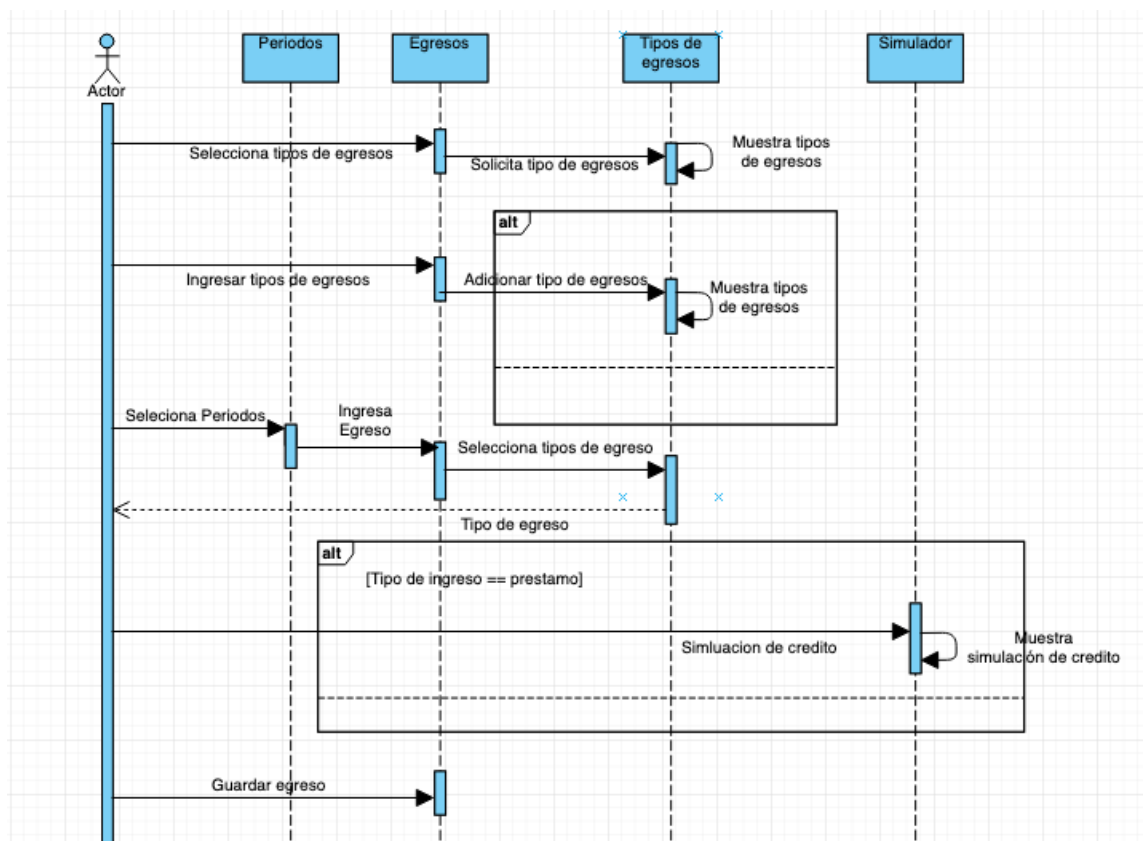 Actor
Periodos
Egresos
Tipos de
egresos
Simulador
Selecciona tipos de egresos
Solicita tipo de egresos
Muestra tipos
de egresos
alt
Ingresar tipos de egresos
Adicionar tipo de egresos
Muestra tipos
de egresos
Seleciona Periodos
Ingresa
Egreso
Selecciona tipos de egreso
Tipo de egreso
alt
[Tipo de ingreso == prestamo]
Simluacion de credito
Muestra
simulación de credito
Guardar egreso